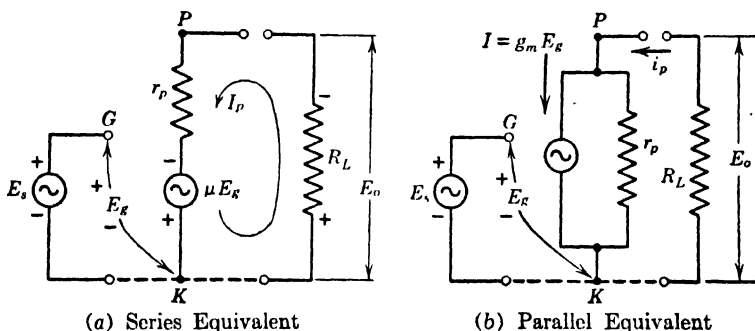 P
r_p
I_p
G
+
E_s
−
+
E_g
−
−
μE_g
+
−
R_L
+
E_o
K
(a) Series Equivalent
P
I = g_m E_g
i_p
G
+
E_s
−
+
E_g
−
r_p
R_L
E_o
K
(b) Parallel Equivalent